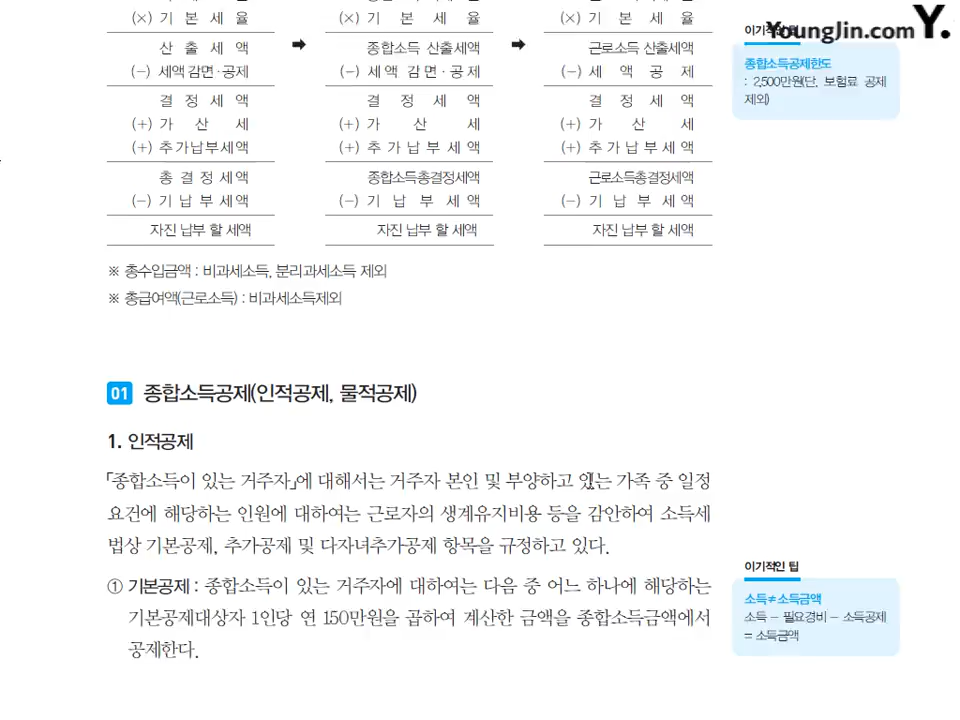 (×) 기 본 세 율
(×) 기 본 세 율
(×) 기 본 세 율
산 출 세 액
➡
종합소득 산출세액
➡
근로소득 산출세액
(-) 세액 감면·공제
(-) 세액 감면·공제
(-) 세 액 공 제
결 정 세 액
결 정 세 액
결 정 세 액
(+) 가 산 세
(+) 가 산 세
(+) 가 산 세
(+) 추가납부세액
(+) 추 가 납 부 세 액
(+) 추 가 납 부 세 액
총 결 정 세 액
종합소득총결정세액
근로소득총결정세액
(-) 기 납 부 세액
(-) 기 납 부 세 액
(-) 기 납 부 세 액
자진 납부 할 세액
자진 납부 할 세액
자진 납부 할 세액
YoungJin.com Y.
종합소득공제한도
: 2,500만원(단, 보험료 공제
제외)
※ 총수입금액 : 비과세소득, 분리과세소득 제외
※ 총급여액(근로소득) : 비과세소득제외
01 종합소득공제(인적공제, 물적공제)
1. 인적공제
「종합소득이 있는 거주자」에 대해서는 거주자 본인 및 부양하고 있는 가족 중 일정
요건에 해당하는 인원에 대하여는 근로자의 생계유지비용 등을 감안하여 소득세
법상 기본공제, 추가공제 및 다자녀추가공제 항목을 규정하고 있다.
① 기본공제 : 종합소득이 있는 거주자에 대하여는 다음 중 어느 하나에 해당하는
기본공제대상자 1인당 연 150만원을 곱하여 계산한 금액을 종합소득금액에서
공제한다.
이기적인 팁
소득≠소득금액
소득 - 필요경비 - 소득공제
= 소득금액